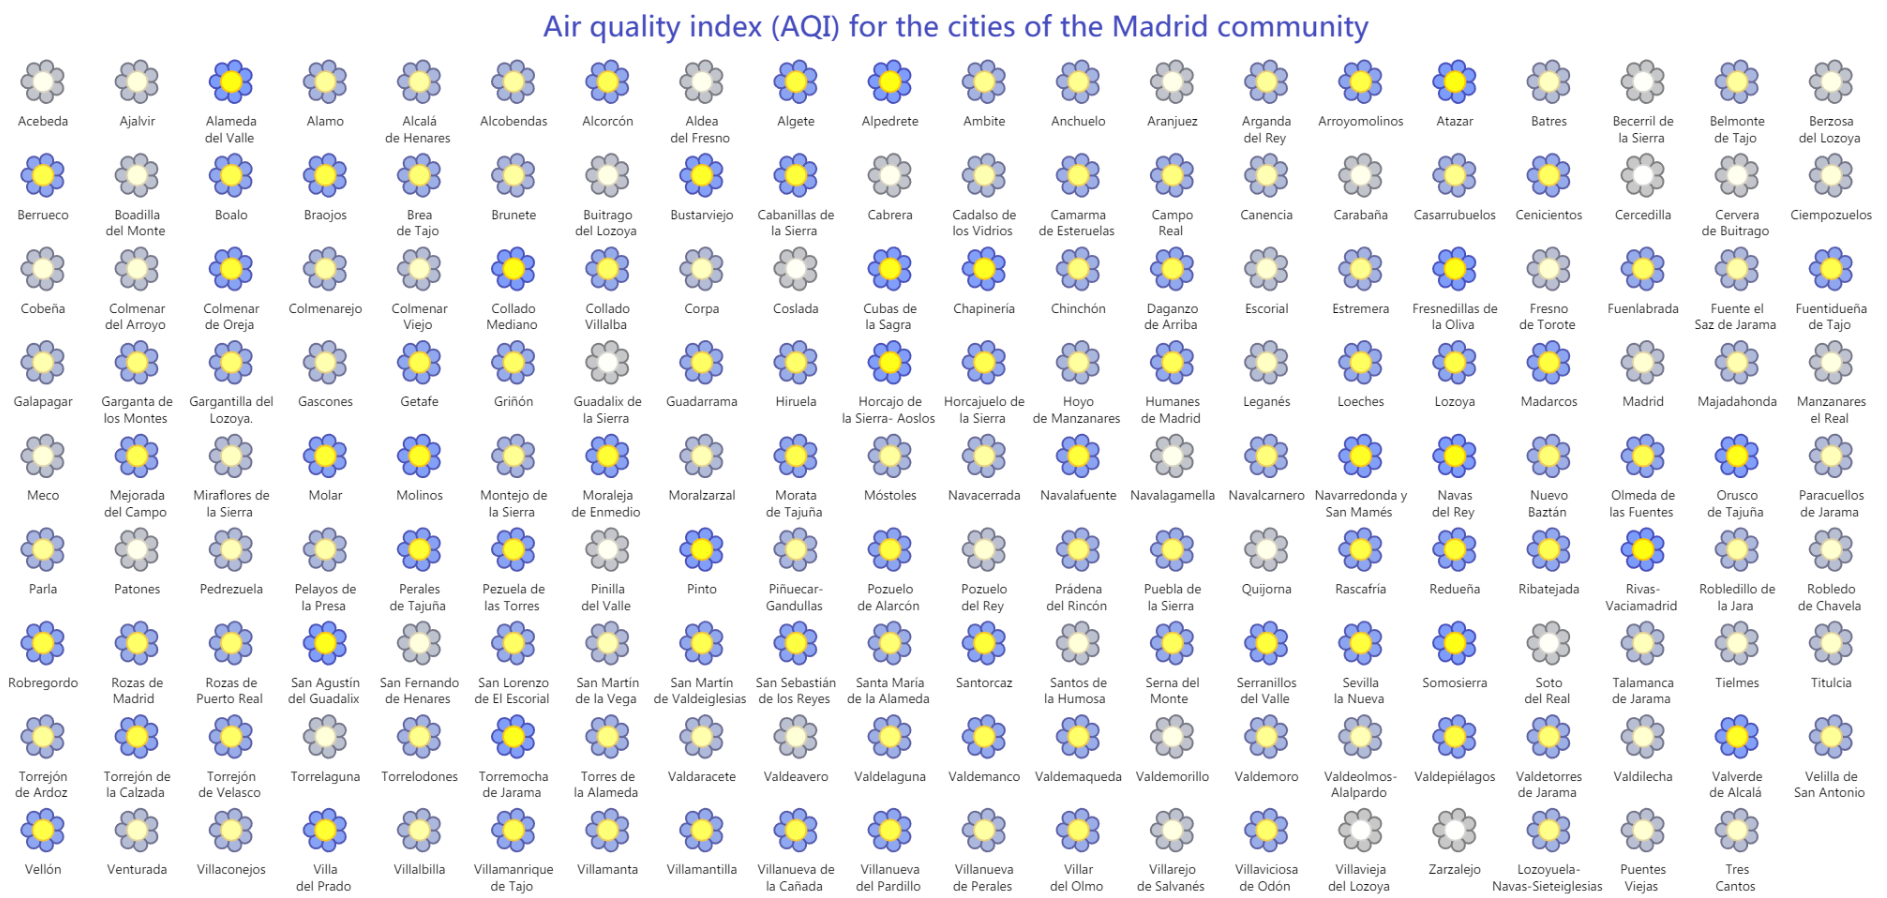 Air quality index (AQI) for the cities of the Madrid community
Acebeda Ajalvir Alameda Alamo Alcalá Alcobendas Alcorcón Aldea Algete Alpedrete Ambite Anchuelo Aranjuez Arganda Arroyomolinos Atazar Batres Becerril de Belmonte Berzosa
del Valle de Henares del Fresno del Rey la Sierra de Tajo del Lozoya
Berrueco Boadilla Boalo Braojos Brea Brunete Buitrago Bustarviejo Cabanillas de Cabrera Cadalso de Camarma Campo Canencia Carabaña Casarrubuelos Cenicientos Cercedilla Cervera Ciempozuelos
del Monte de Tajo del Lozoya la Sierra los Vidrios de Esteruelas Real de Buitrago
Cobeña Colmenar Colmenar Colmenarejo Colmenar Collado Collado Corpa Coslada Cubas de Chapinería Chinchón Daganzo Escorial Estremera Fresnedillas de Fresno Fuenlabrada Fuente el Fuentidueña
del Arroyo de Oreja Viejo Mediano Villalba la Sagra de Arriba la Oliva de Torote Saz de Jarama de Tajo
Galapagar Garganta de Gargantilla del Gascones Getafe Griñón Guadalix de Guadarrama Hiruela Horcajo de Horcajuelo de Hoyo Humanes Leganés Loeches Lozoya Madarcos Madrid Majadahonda Manzanares
los Montes Lozoya. la Sierra la Sierra- Aoslos la Sierra de Manzanares de Madrid el Real
Meco Mejorada Miraflores de Molar Molinos Montejo de Moraleja Moralzarzal Morata Móstoles Navacerrada Navalafuente Navalagamella Navalcarnero Navarredonda y Navas Nuevo Olmeda de Orusco Paracuellos
del Campo la Sierra la Sierra de Enmedio de Tajuña San Mamés del Rey Baztán las Fuentes de Tajuña de Jarama
Parla Patones Pedrezuela Pelayos de Perales Pezuela de Pinilla Pinto Piñuecar- Pozuelo Pozuelo Prádena Puebla de Quijorna Rascafría Redueña Ribatejada Rivas- Robledillo de Robledo
la Presa de Tajuña las Torres del Valle Gandullas de Alarcón del Rey del Rincón la Sierra Vaciamadrid la Jara de Chavela
Robregordo Rozas de Rozas de San Agustín San Fernando San Lorenzo San Martín San Martín San Sebastián Santa María Santorcaz Santos de Serna del Serranillos Sevilla Somosierra Soto Talamanca Tielmes Titulcia
Madrid Puerto Real del Guadalix de Henares de El Escorial de la Vega de Valdeiglesias de los Reyes de la Alameda la Humosa Monte del Valle la Nueva del Real de Jarama
Torrejón Torrejón de Torrejón Torrelaguna Torrelodones Torremocha Torres de Valdaracete Valdeavero Valdelaguna Valdemanco Valdemaqueda Valdemorillo Valdemoro Valdeolmos- Valdepiélagos Valdetorres Valdilecha Valverde Velilla de
de Ardoz la Calzada de Velasco de Jarama la Alameda Alalpardo de Jarama de Alcalá San Antonio
Vellón Venturada Villaconejos Villa Villalbilla Villamanrique Villamanta Villamantilla Villanueva de Villanueva Villanueva Villar Villarejo Villaviciosa Villavieja Zarzalejo Lozoyuela- Puentes Tres
del Prado de Tajo la Cañada del Pardillo de Perales del Olmo de Salvanés de Odón del Lozoya Navas-Sieteiglesias Viejas Cantos